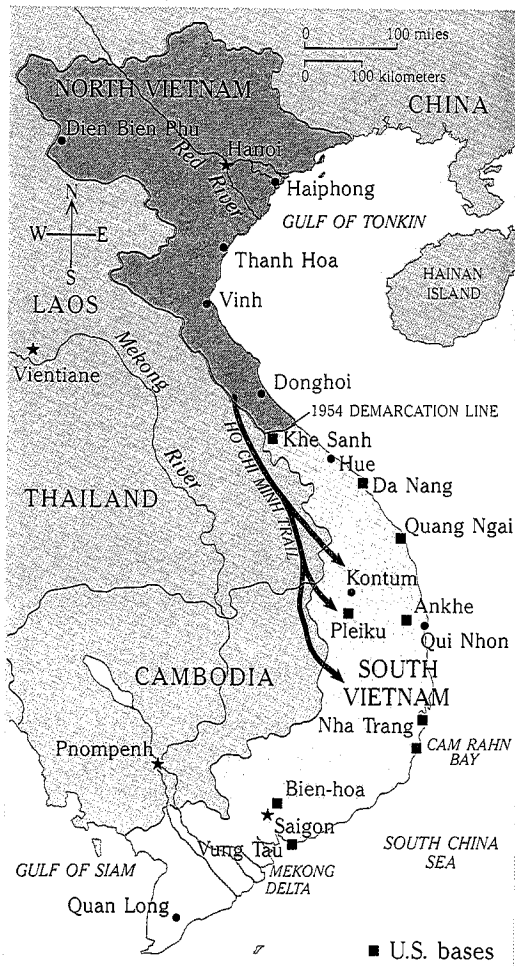 0 100 miles
0 100 kilometers
NORTH VIETNAM
CHINA
Dien Bien Phu
Hanoi
Red River
Haiphong
GULF OF TONKIN
N
W E
S
Thanh Hoa
HAINAN
ISLAND
LAOS
Vinh
Mekong
River
Vientiane
Donghoi
1954 DEMARCATION LINE
Khe Sanh
Hue
HO CHI MINH TRAIL
Da Nang
THAILAND
Quang Ngai
Kontum
Ankhe
Pleiku
Qui Nhon
CAMBODIA
SOUTH
VIETNAM
Nha Trang
CAM RAHN
BAY
Pnompenh
Bien-hoa
Saigon
Vung Tau
SOUTH CHINA
SEA
GULF OF SIAM
MEKONG
DELTA
Quan Long
U.S. bases